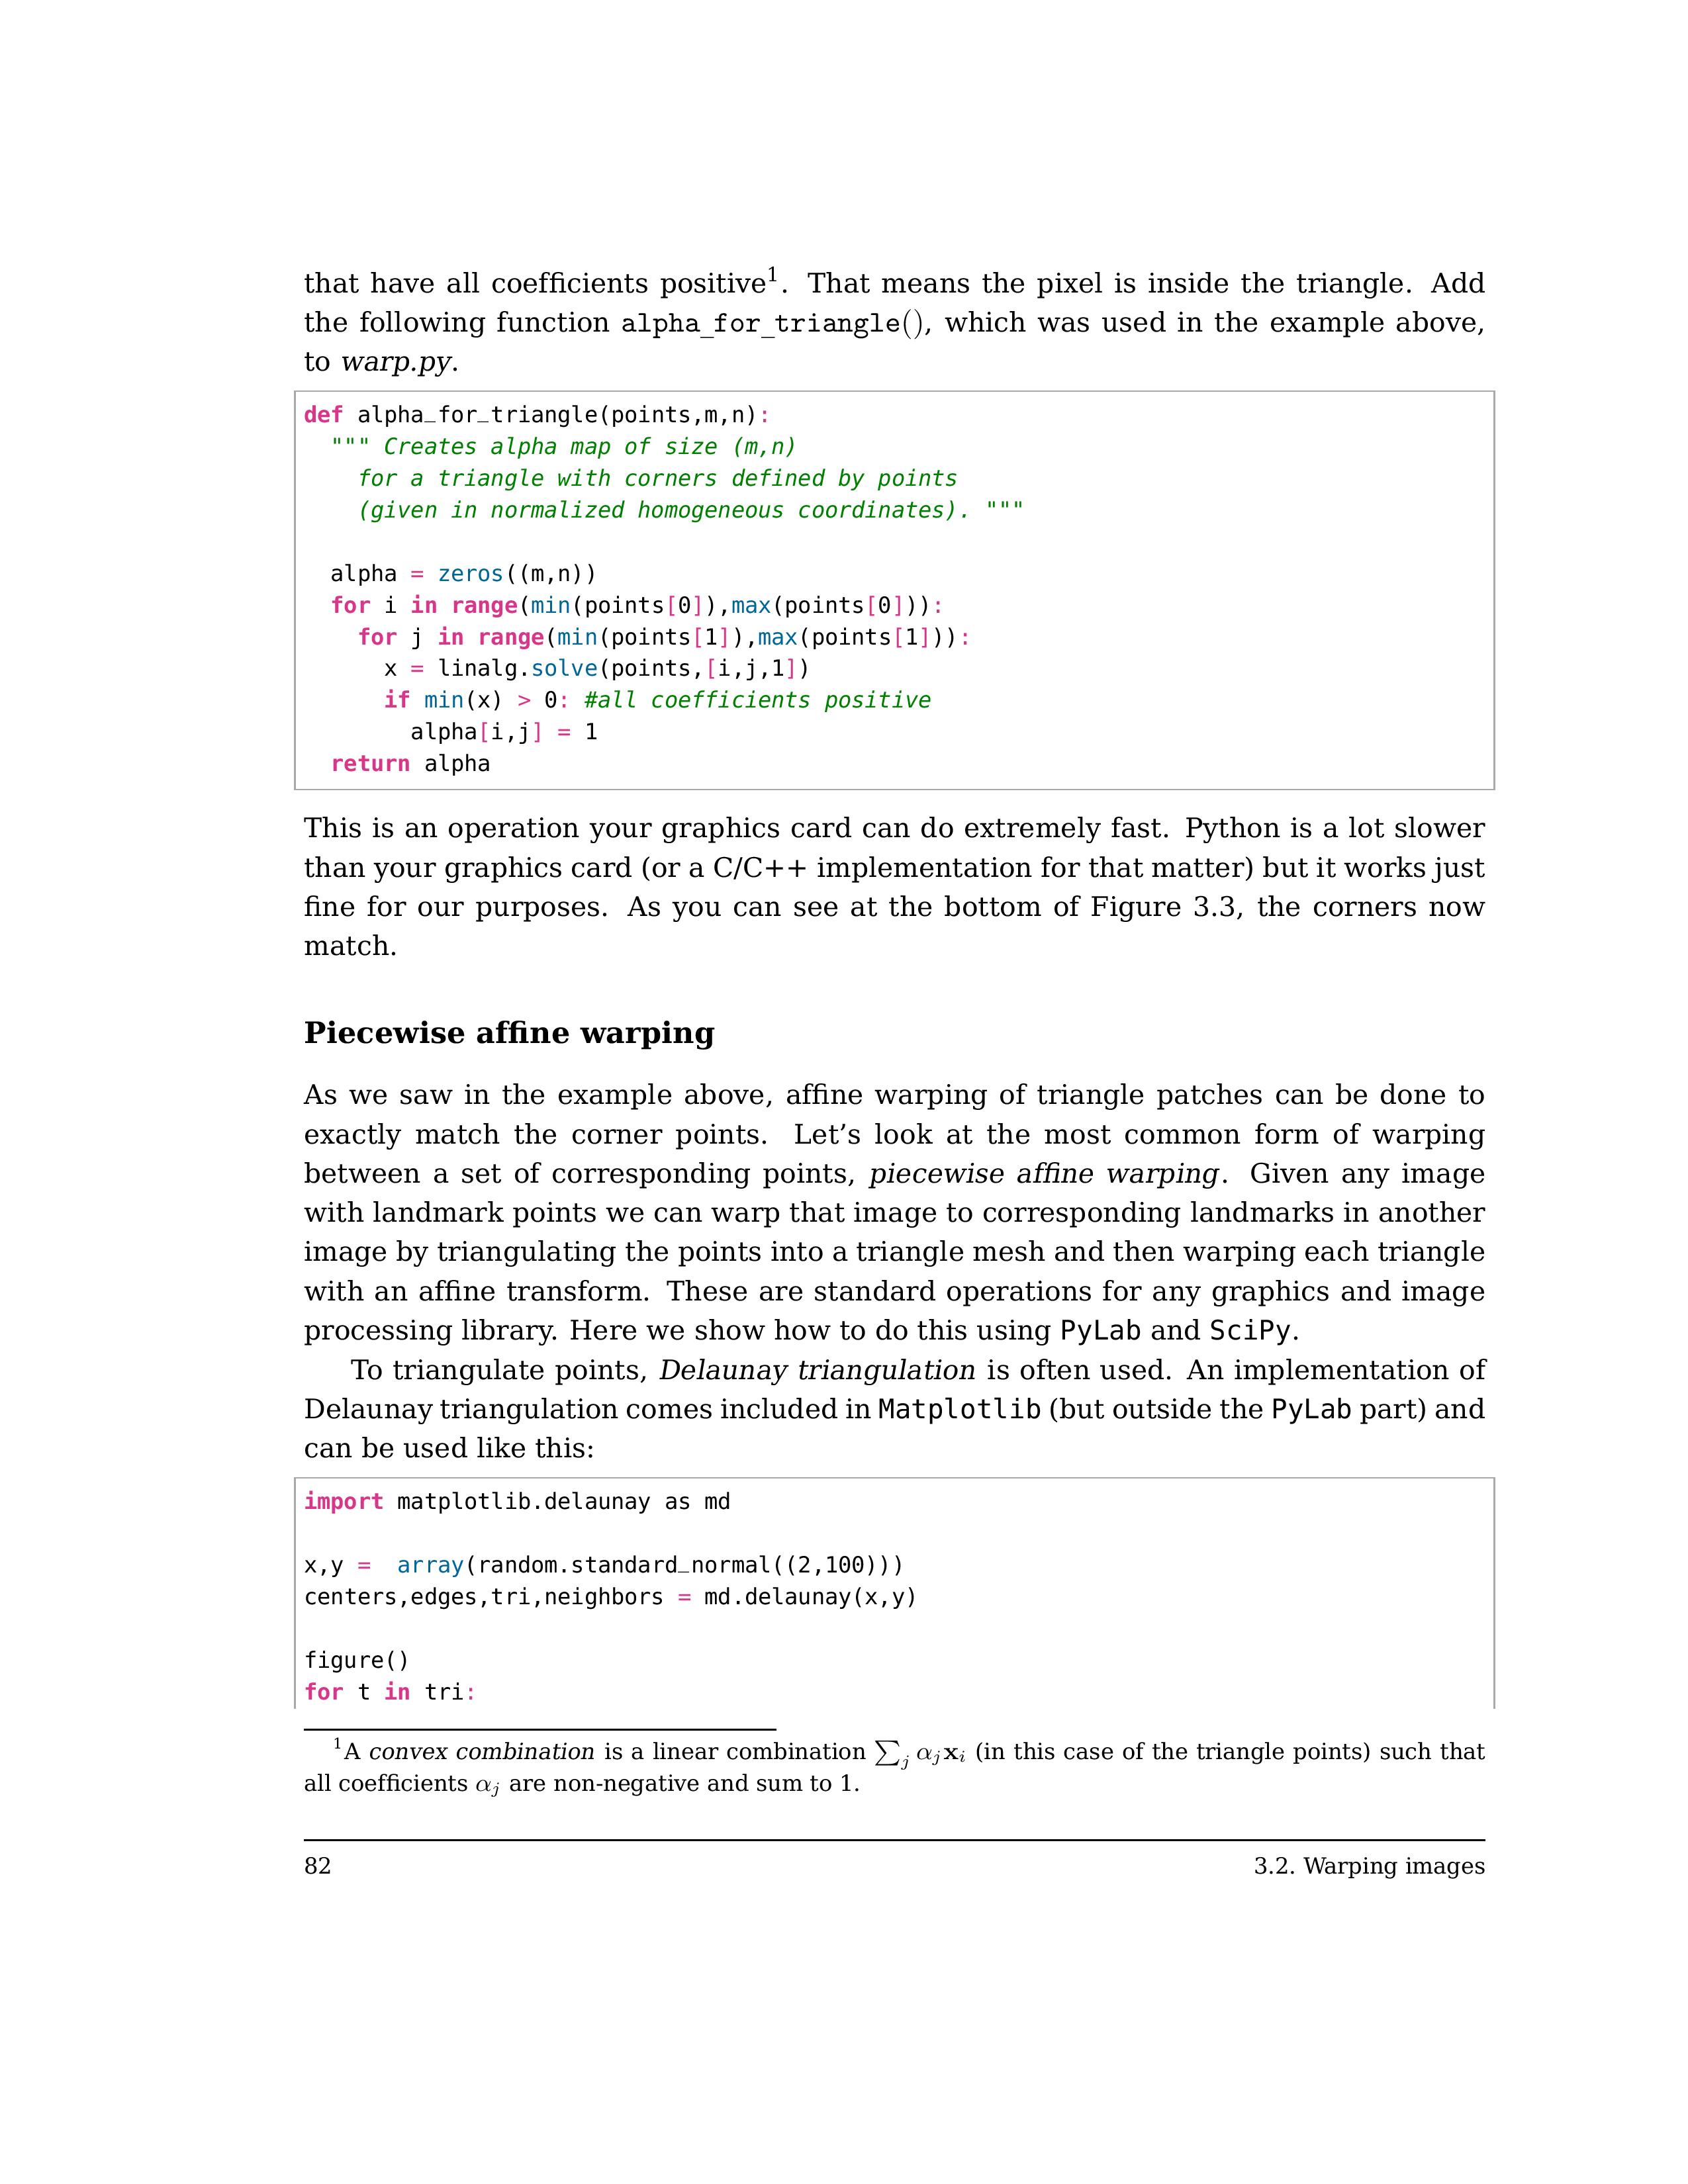 that have all coefficients positive¹. That means the pixel is inside the triangle. Add
the following function alpha_for_triangle(), which was used in the example above,
to warp.py.
def alpha_for_triangle(points,m,n):
  """ Creates alpha map of size (m,n)
    for a triangle with corners defined by points
    (given in normalized homogeneous coordinates). """
  alpha = zeros((m,n))
  for i in range(min(points[0]),max(points[0])):
    for j in range(min(points[1]),max(points[1])):
      x = linalg.solve(points,[i,j,1])
      if min(x) > 0: #all coefficients positive
        alpha[i,j] = 1
  return alpha
This is an operation your graphics card can do extremely fast. Python is a lot slower
than your graphics card (or a C/C++ implementation for that matter) but it works just
fine for our purposes. As you can see at the bottom of Figure 3.3, the corners now
match.
Piecewise affine warping
As we saw in the example above, affine warping of triangle patches can be done to
exactly match the corner points. Let’s look at the most common form of warping
between a set of corresponding points, piecewise affine warping. Given any image
with landmark points we can warp that image to corresponding landmarks in another
image by triangulating the points into a triangle mesh and then warping each triangle
with an affine transform. These are standard operations for any graphics and image
processing library. Here we show how to do this using PyLab and SciPy.
To triangulate points, Delaunay triangulation is often used. An implementation of
Delaunay triangulation comes included in Matplotlib (but outside the PyLab part) and
can be used like this:
import matplotlib.delaunay as md
x,y =  array(random.standard_normal((2,100)))
centers,edges,tri,neighbors = md.delaunay(x,y)
figure()
for t in tri:
¹A convex combination is a linear combination ∑ⱼ αⱼxᵢ (in this case of the triangle points) such that
all coefficients αⱼ are non-negative and sum to 1.
82 3.2. Warping images